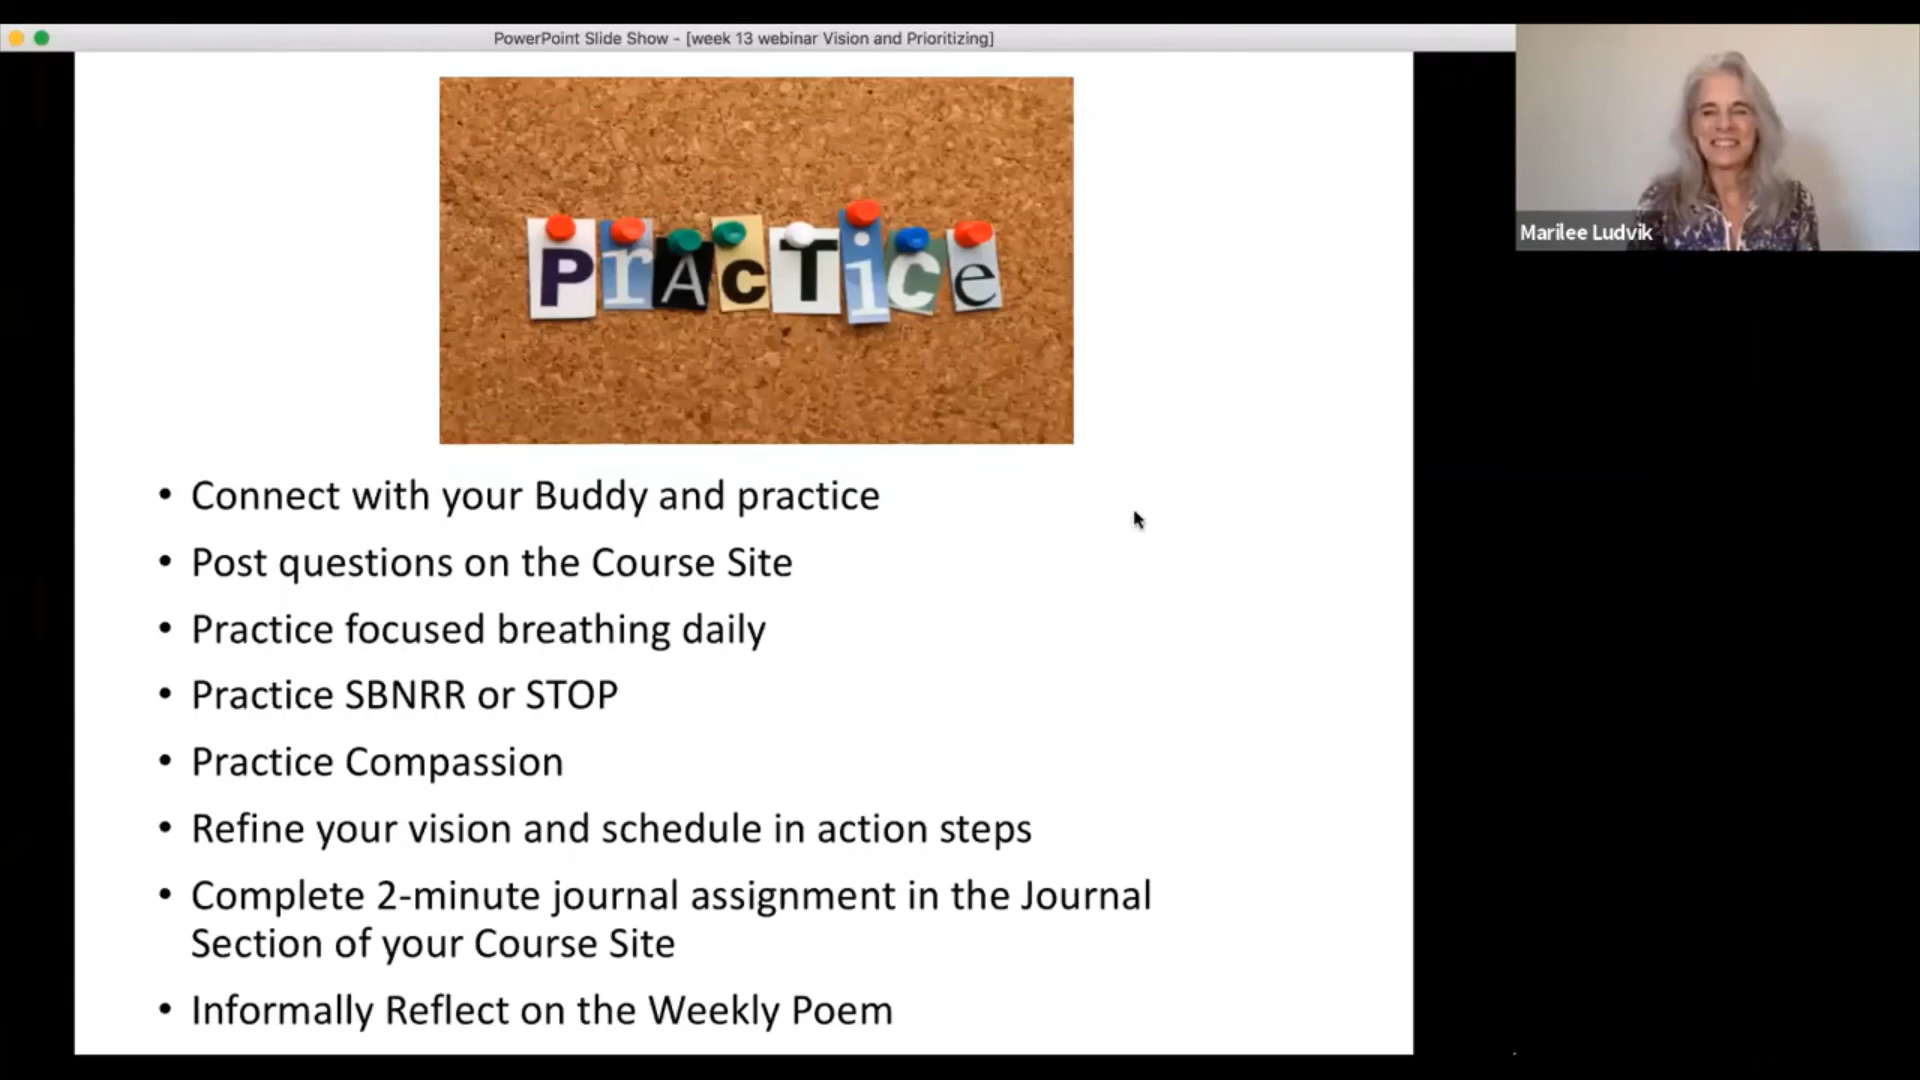 PowerPoint Slide Show - [week 13 webinar Vision and Prioritizing]
PrAcTice
Marilee Ludvik
• Connect with your Buddy and practice
• Post questions on the Course Site
• Practice focused breathing daily
• Practice SBNRR or STOP
• Practice Compassion
• Refine your vision and schedule in action steps
• Complete 2-minute journal assignment in the Journal
Section of your Course Site
• Informally Reflect on the Weekly Poem